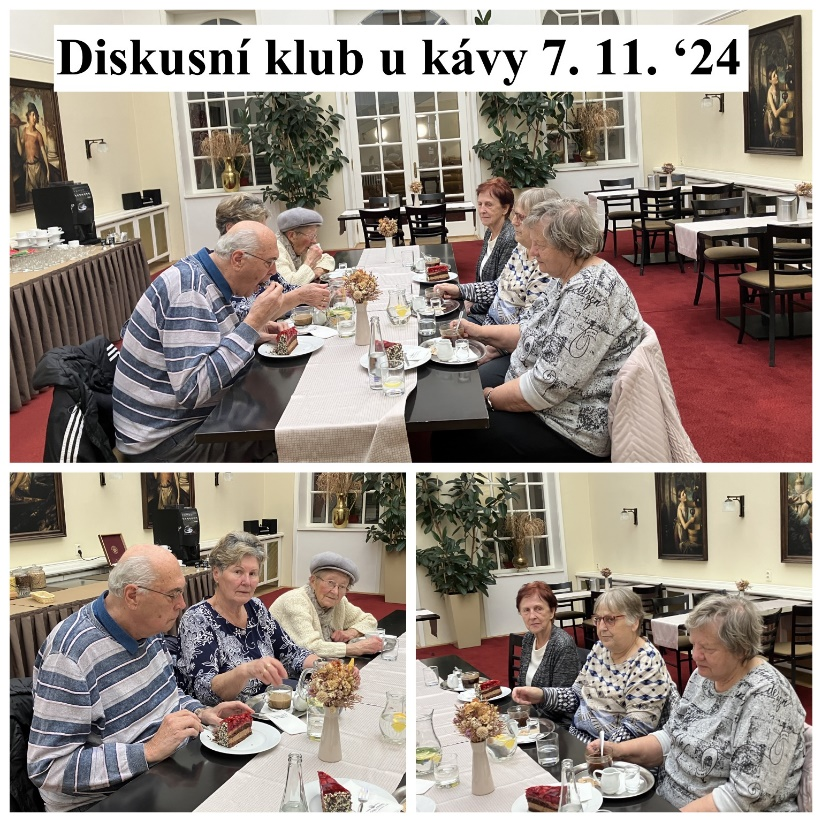 Diskusní klub u kávy 7. 11. ‘24